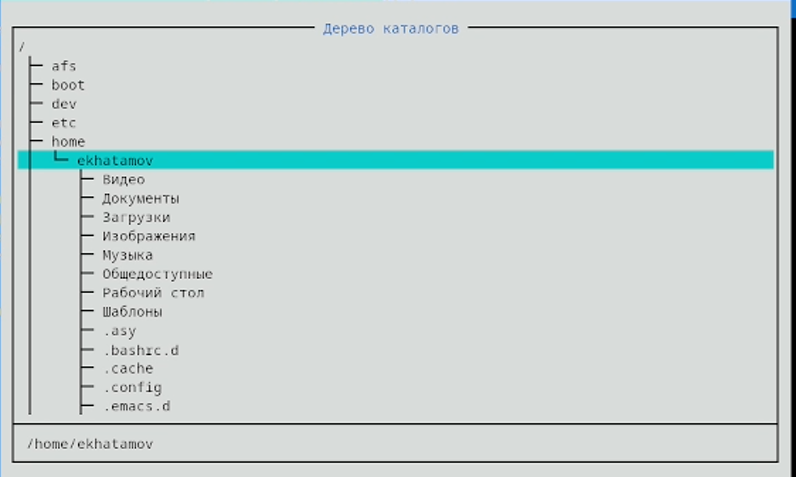 Дерево каталогов
/
afs
boot
dev
etc
home
ekhatamov
Видео
Документы
Загрузки
Изображения
Музыка
Общедоступные
Рабочий стол
Шаблоны
.asy
.bashrc.d
.cache
.config
.emacs.d
/home/ekhatamov